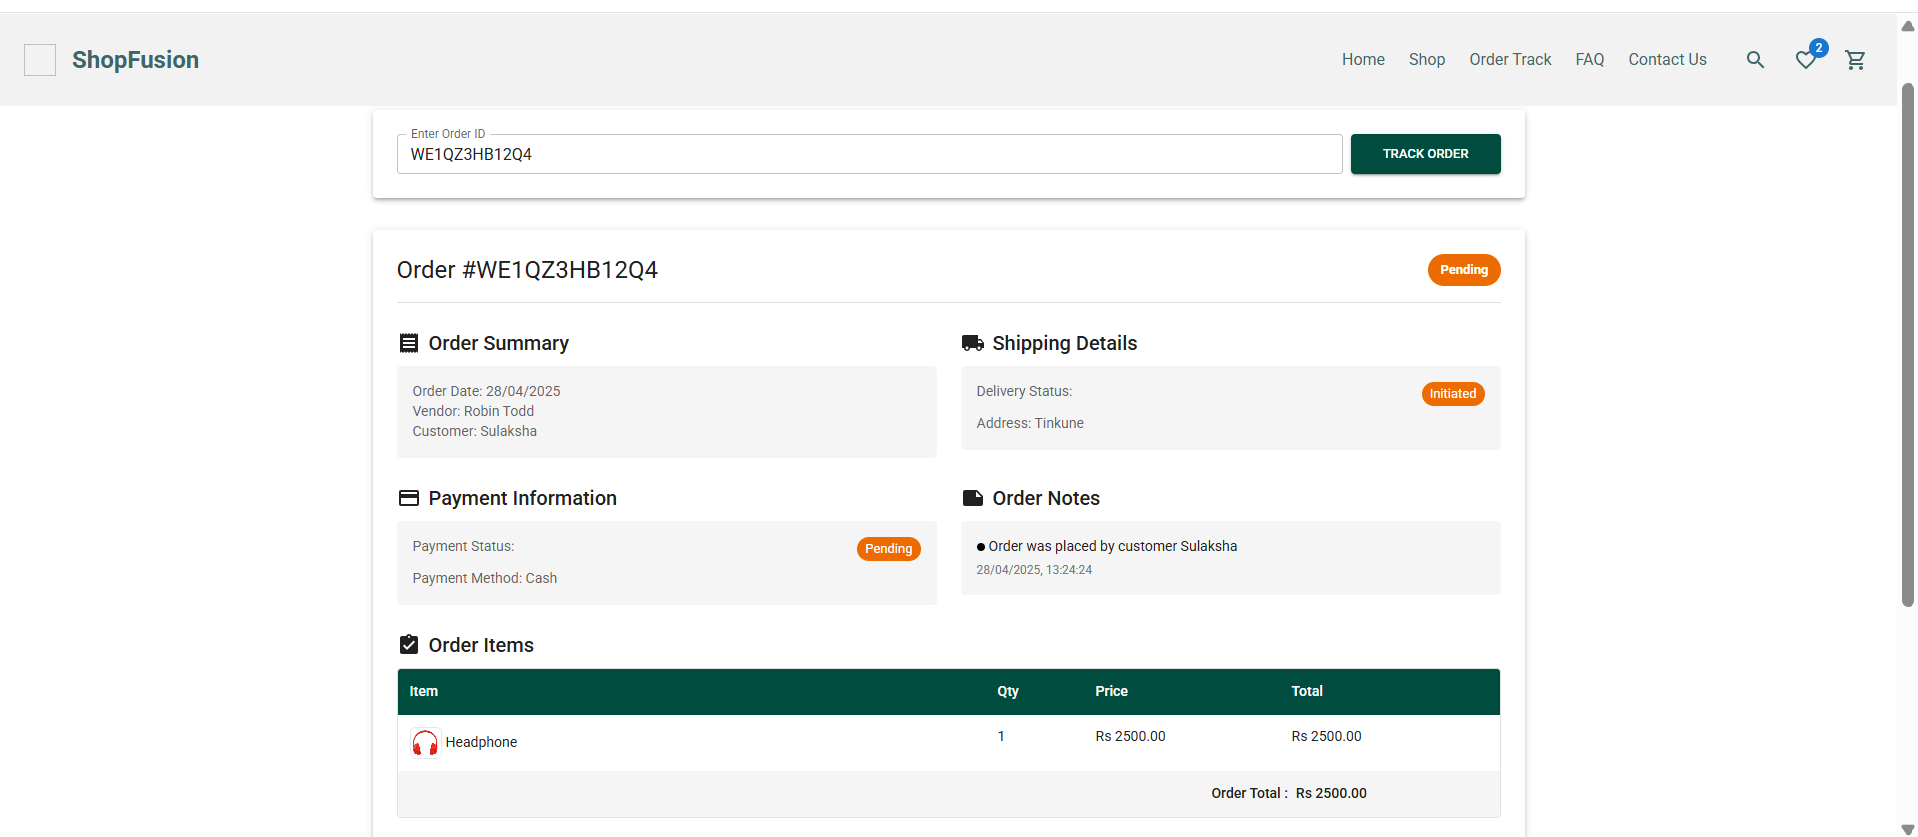 ShopFusion
Home Shop Order Track FAQ Contact Us 2
Enter Order ID
WE1QZ3HB12Q4
TRACK ORDER
Order #WE1QZ3HB12Q4
Pending
Order Summary
Order Date: 28/04/2025
Vendor: Robin Todd
Customer: Sulaksha
Shipping Details
Delivery Status:
Initiated
Address: Tinkune
Payment Information
Payment Status:
Pending
Payment Method: Cash
Order Notes
Order was placed by customer Sulaksha
28/04/2025, 13:24:24
Order Items
Item Qty Price Total
Headphone 1 Rs 2500.00 Rs 2500.00
Order Total : Rs 2500.00